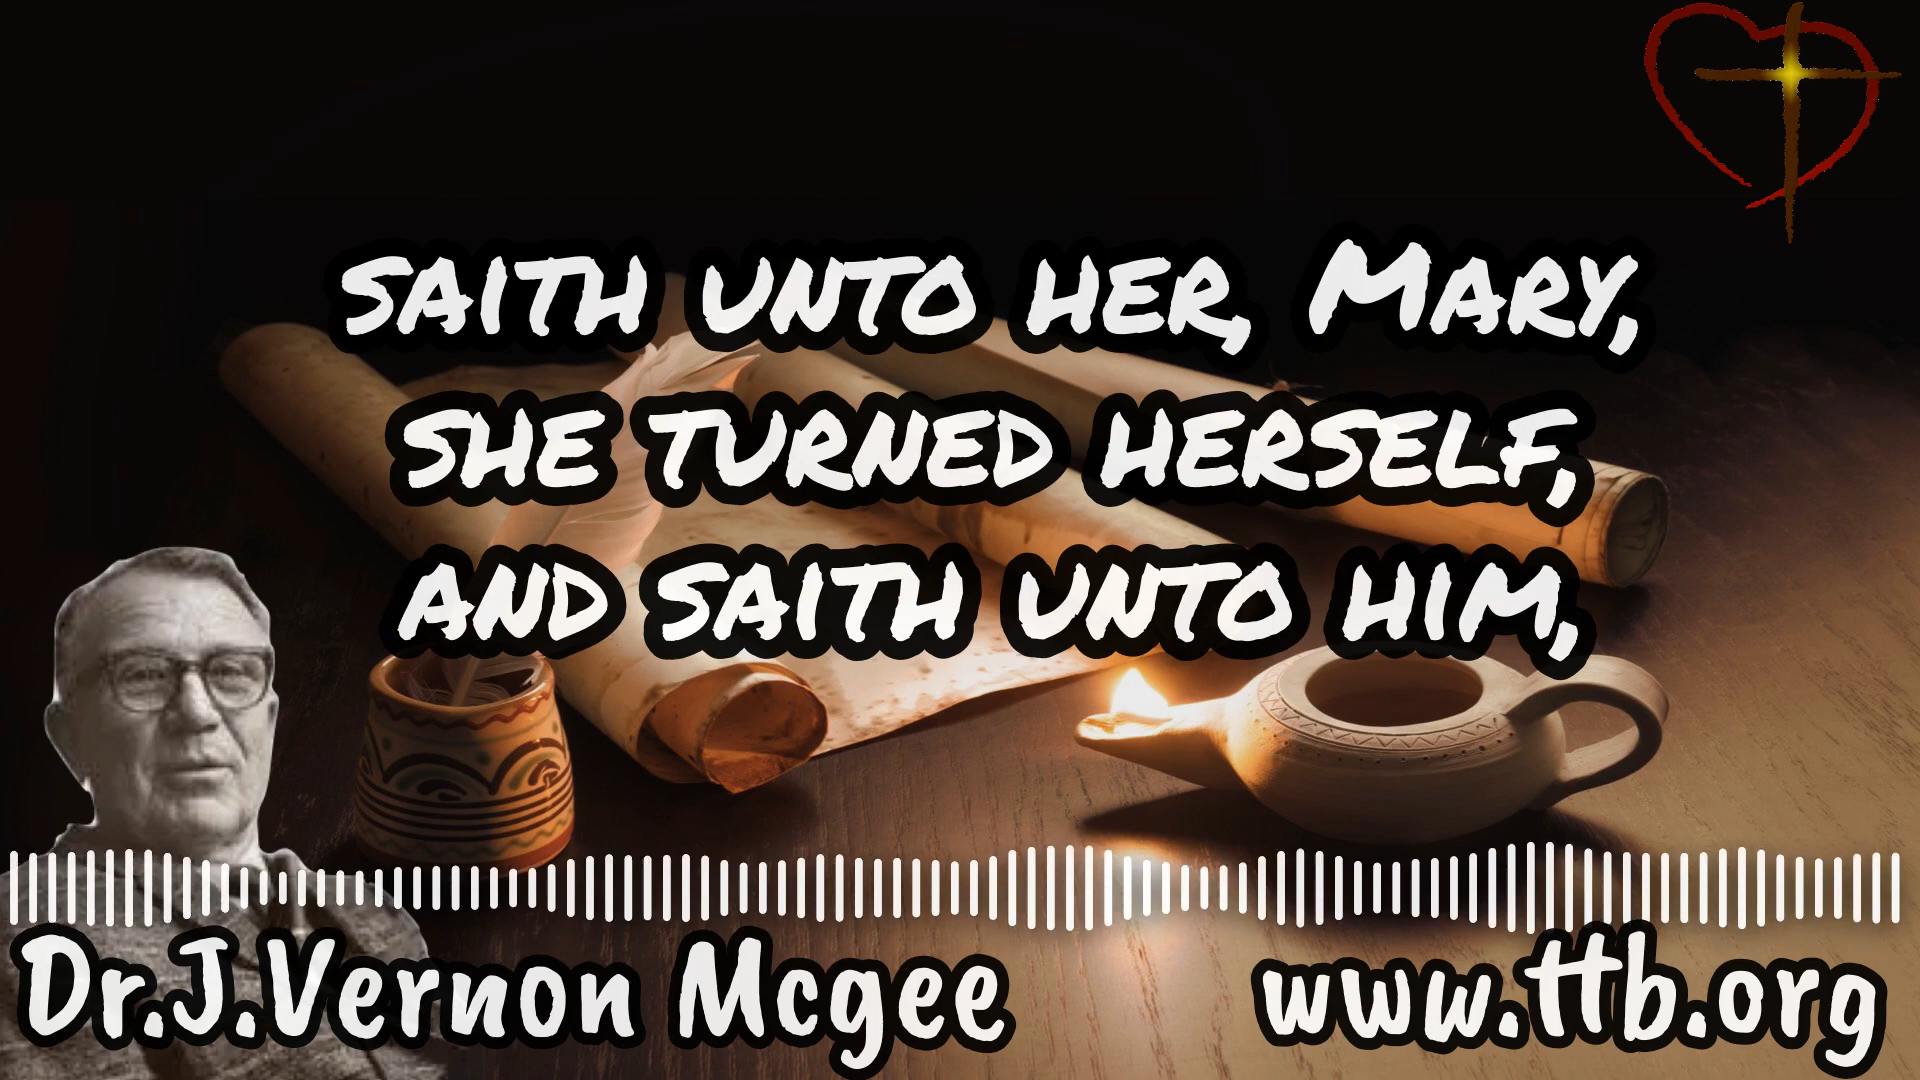 saith unto her, Mary,
she turned herself,
and saith unto him,
Dr.J.Vernon Mcgee
www.ttb.org